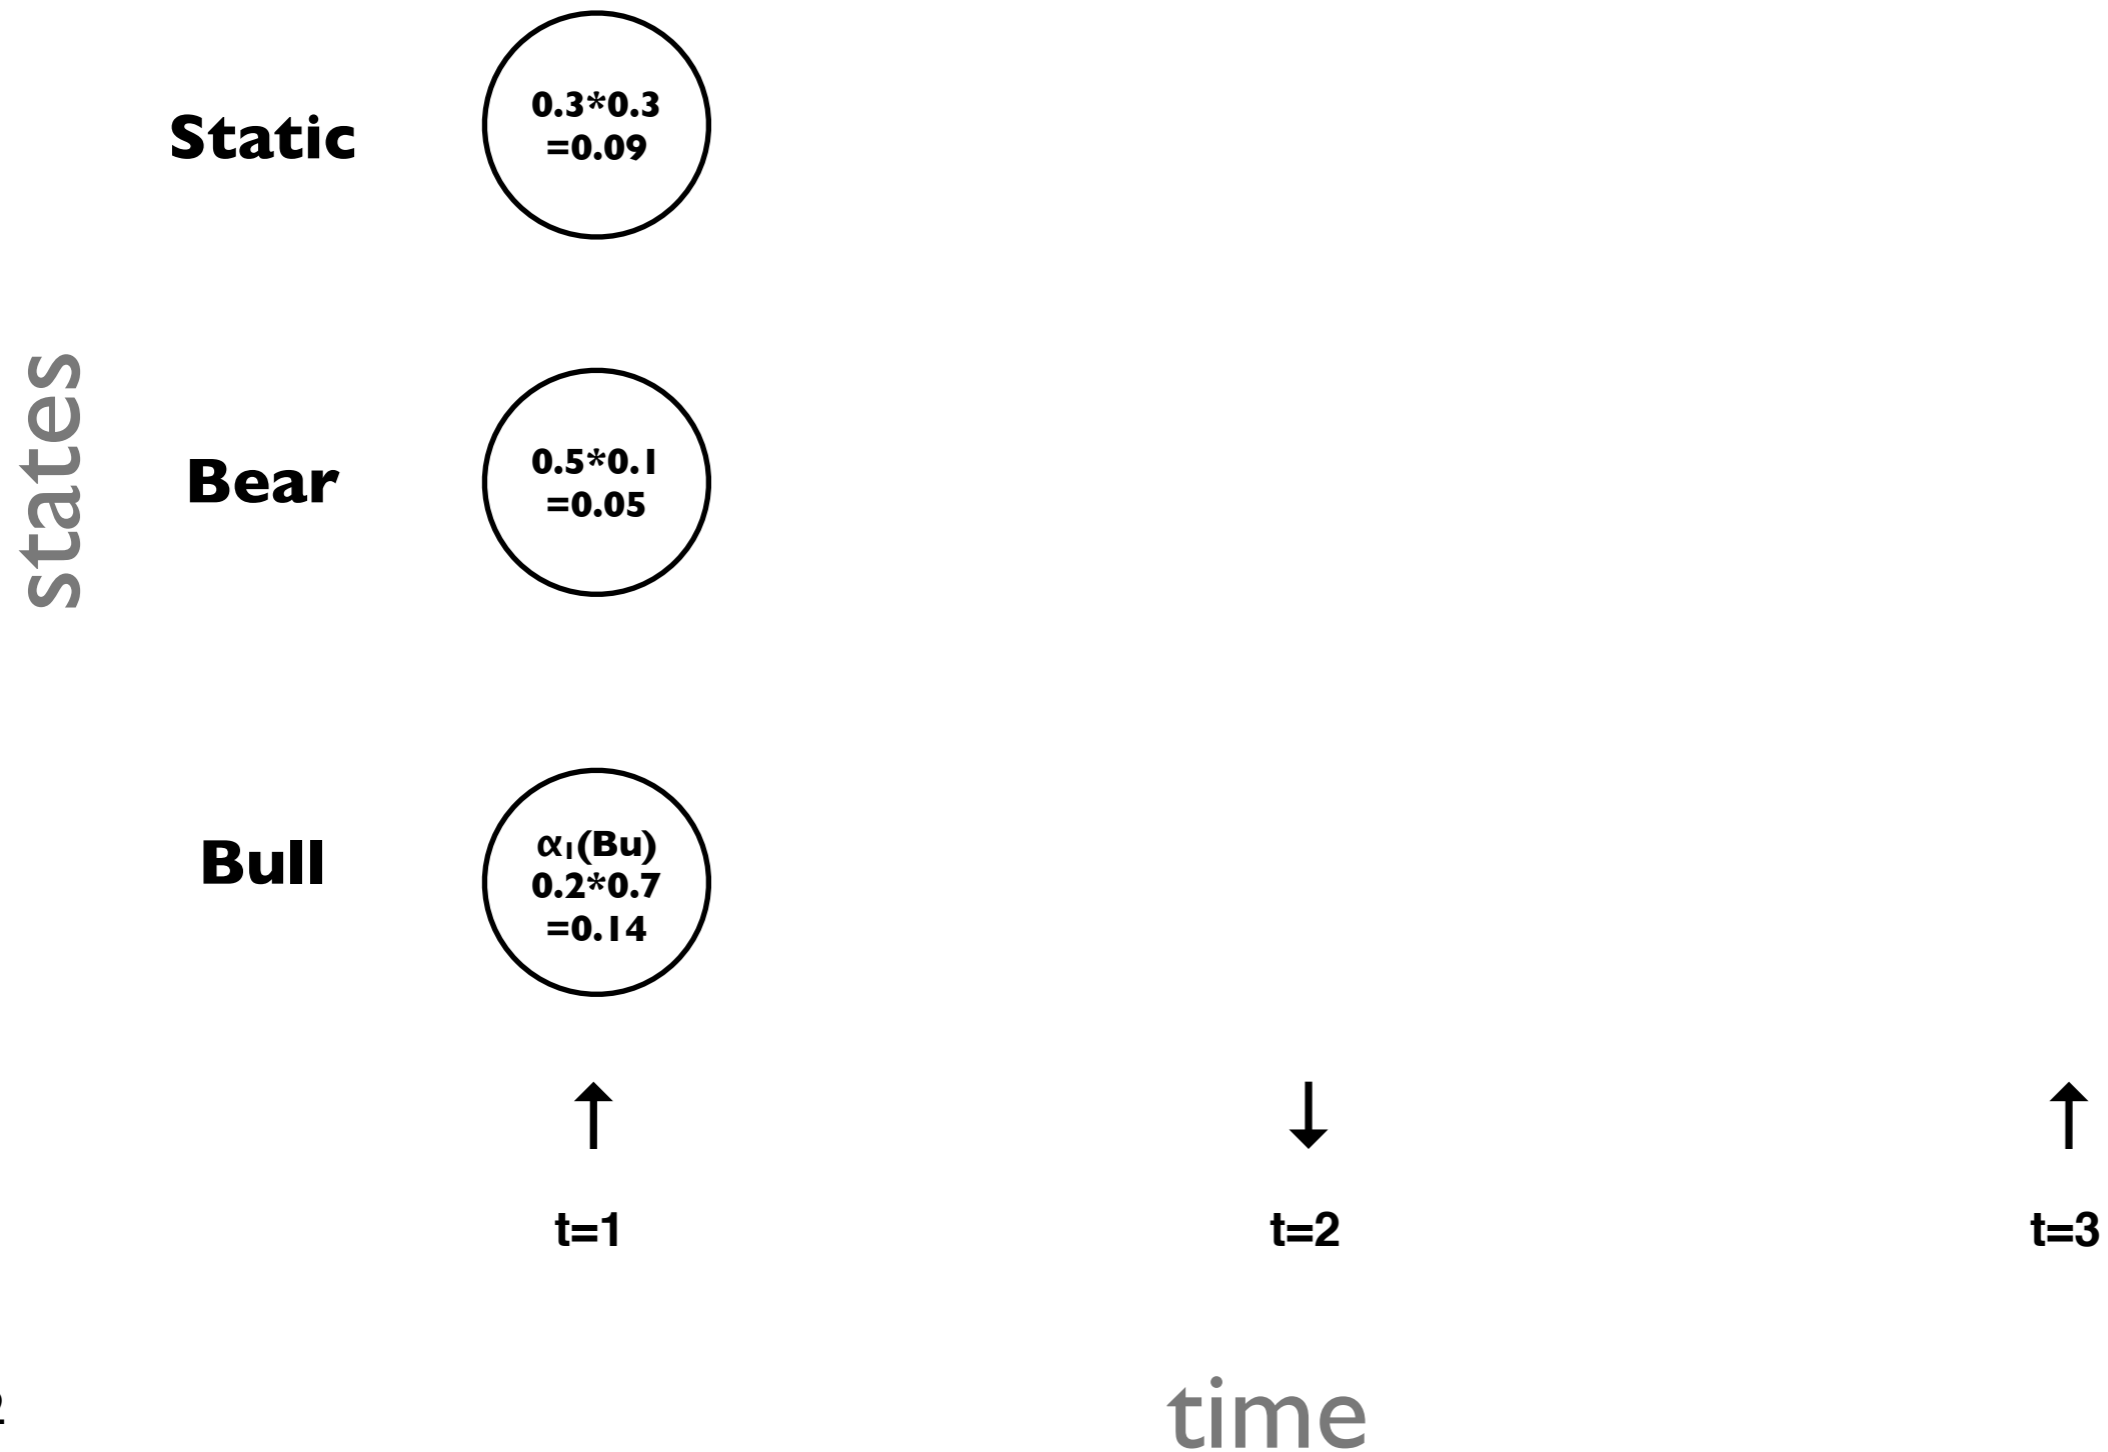 Static
0.3*0.3
=0.09
states
Bear
0.5*0.1
=0.05
Bull
α₁(Bu)
0.2*0.7
=0.14
↑ ↓ ↑
t=1 t=2 t=3
time